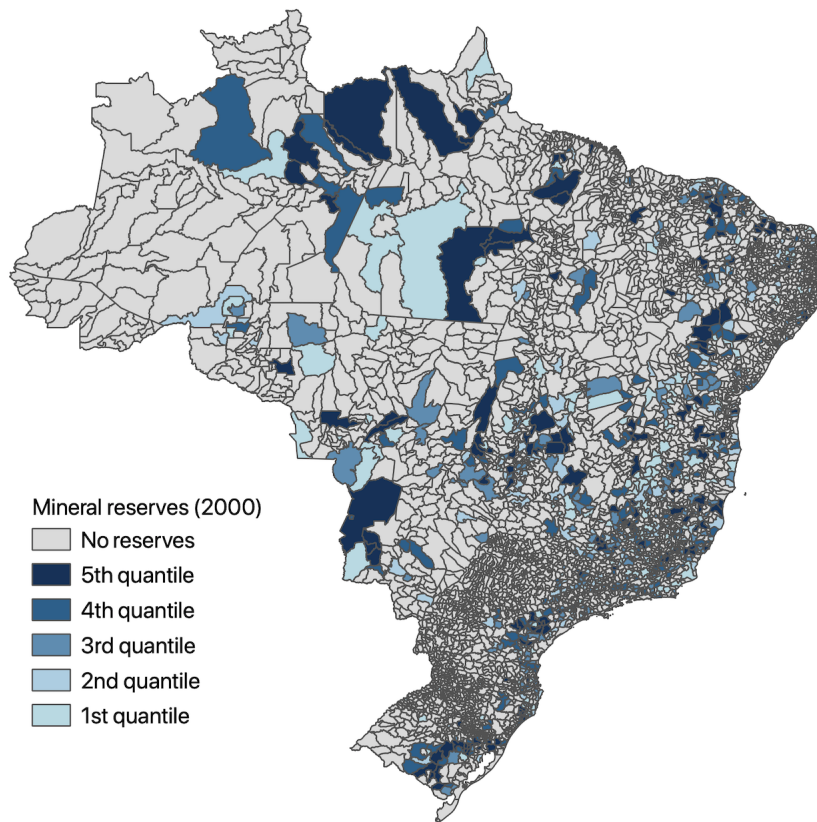 Mineral reserves (2000)
No reserves
5th quantile
4th quantile
3rd quantile
2nd quantile
1st quantile